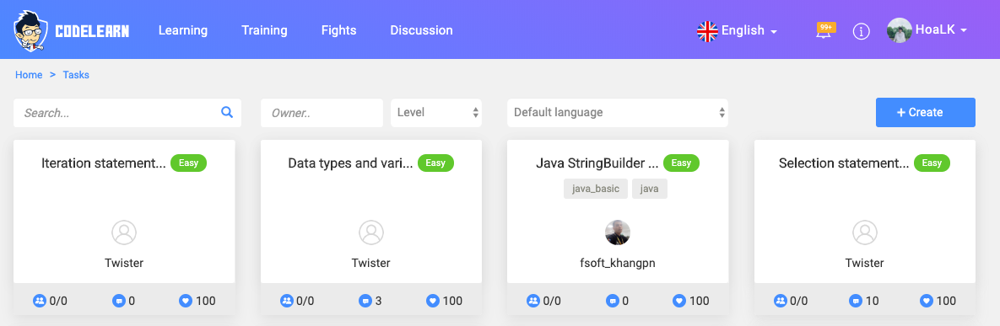 CODELEARN Learning Training Fights Discussion English 99+ HoaLK
Home > Tasks
Search... Owner.. Level Default language + Create
Iteration statement... Easy
Twister
0/0 0 100
Data types and vari... Easy
Twister
0/0 3 100
Java StringBuilder ... Easy
java_basic java
fsoft_khangpn
0/0 0 100
Selection statement... Easy
Twister
0/0 10 100